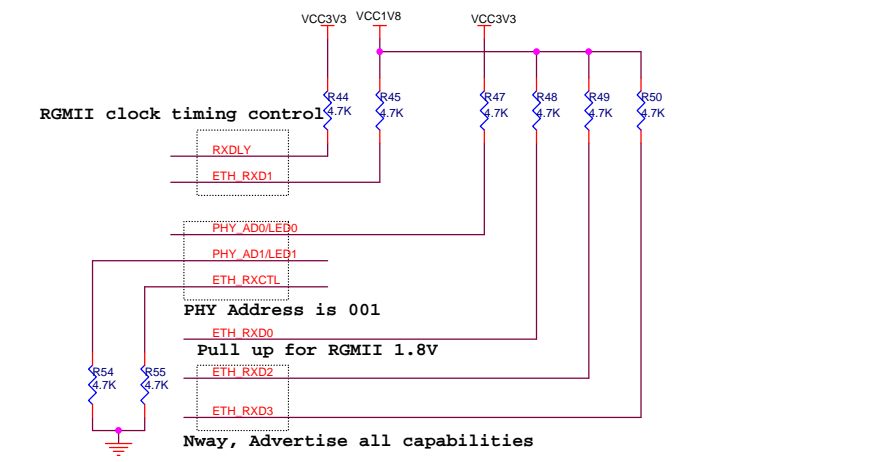 VCC3V3 VCC1V8 VCC3V3
R44 R45 R47 R48 R49 R50
4.7K 4.7K 4.7K 4.7K 4.7K 4.7K
RGMII clock timing control
RXDLY
ETH_RXD1
PHY_AD0/LED0
PHY_AD1/LED1
ETH_RXCTL
PHY Address is 001
ETH_RXD0
Pull up for RGMII 1.8V
R54 R55
ETH_RXD2
4.7K 4.7K
ETH_RXD3
Nway, Advertise all capabilities